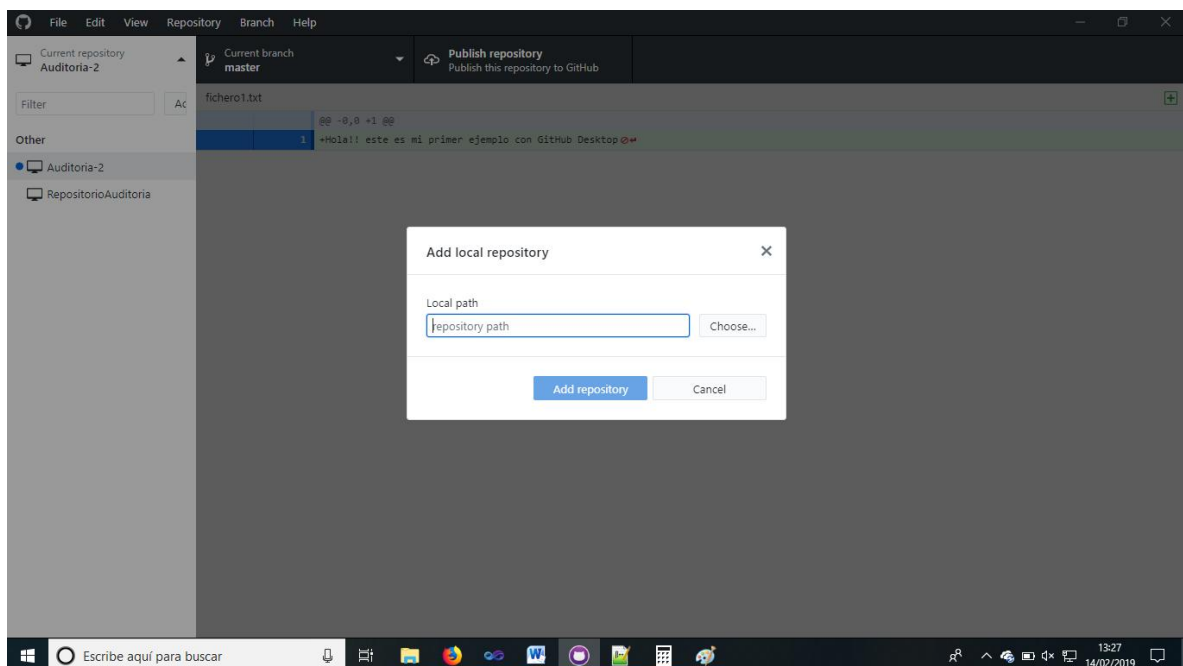 File Edit View Repository Branch Help
Current repository
Auditoria-2
Current branch
master
Publish repository
Publish this repository to GitHub
Filter
Ac
Other
Auditoria-2
RepositorioAuditoria
fichero1.txt
@@ -0,0 +1 @@
1 +Hola!! este es mi primer ejemplo con GitHub Desktop
Add local repository
Local path
repository path
Choose...
Add repository Cancel
Escribe aquí para buscar
13:27
14/02/2019